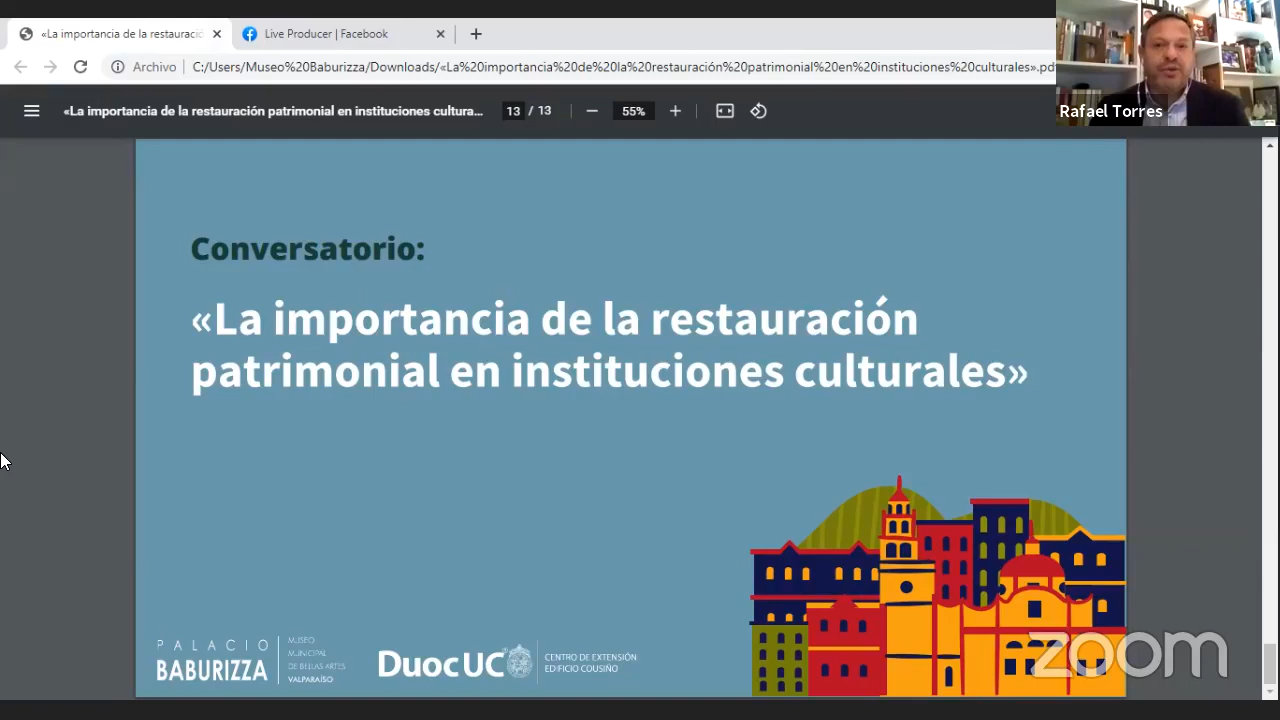 «La importancia de la restauració
Live Producer | Facebook
Archivo
C:/Users/Museo%20Baburizza/Downloads/«La%20importancia%20de%20la%20restauración%20patrimonial%20en%20instituciones%20culturales».pd
Rafael Torres
«La importancia de la restauración patrimonial en instituciones cultura...
13 / 13
55%
Conversatorio:
«La importancia de la restauración
patrimonial en instituciones culturales»
PALACIO
BABURIZZA
MUSEO
MUNICIPAL
DE BELLAS ARTES
VALPARAÍSO
DuocUC
CENTRO DE EXTENSIÓN
EDIFICIO COUSIÑO
zoom